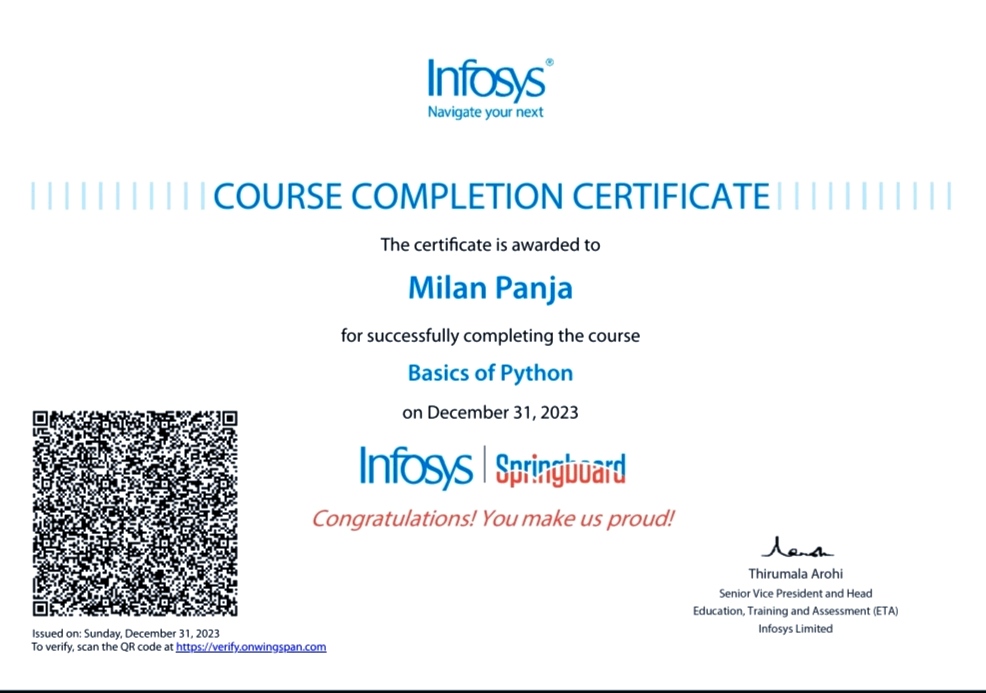 Infosys®
Navigate your next
COURSE COMPLETION CERTIFICATE
The certificate is awarded to
Milan Panja
for successfully completing the course
Basics of Python
on December 31, 2023
Infosys | Springboard
Congratulations! You make us proud!
Thirumala Arohi
Senior Vice President and Head
Education, Training and Assessment (ETA)
Infosys Limited
Issued on: Sunday, December 31, 2023
To verify, scan the QR code at https://verify.onwingspan.com